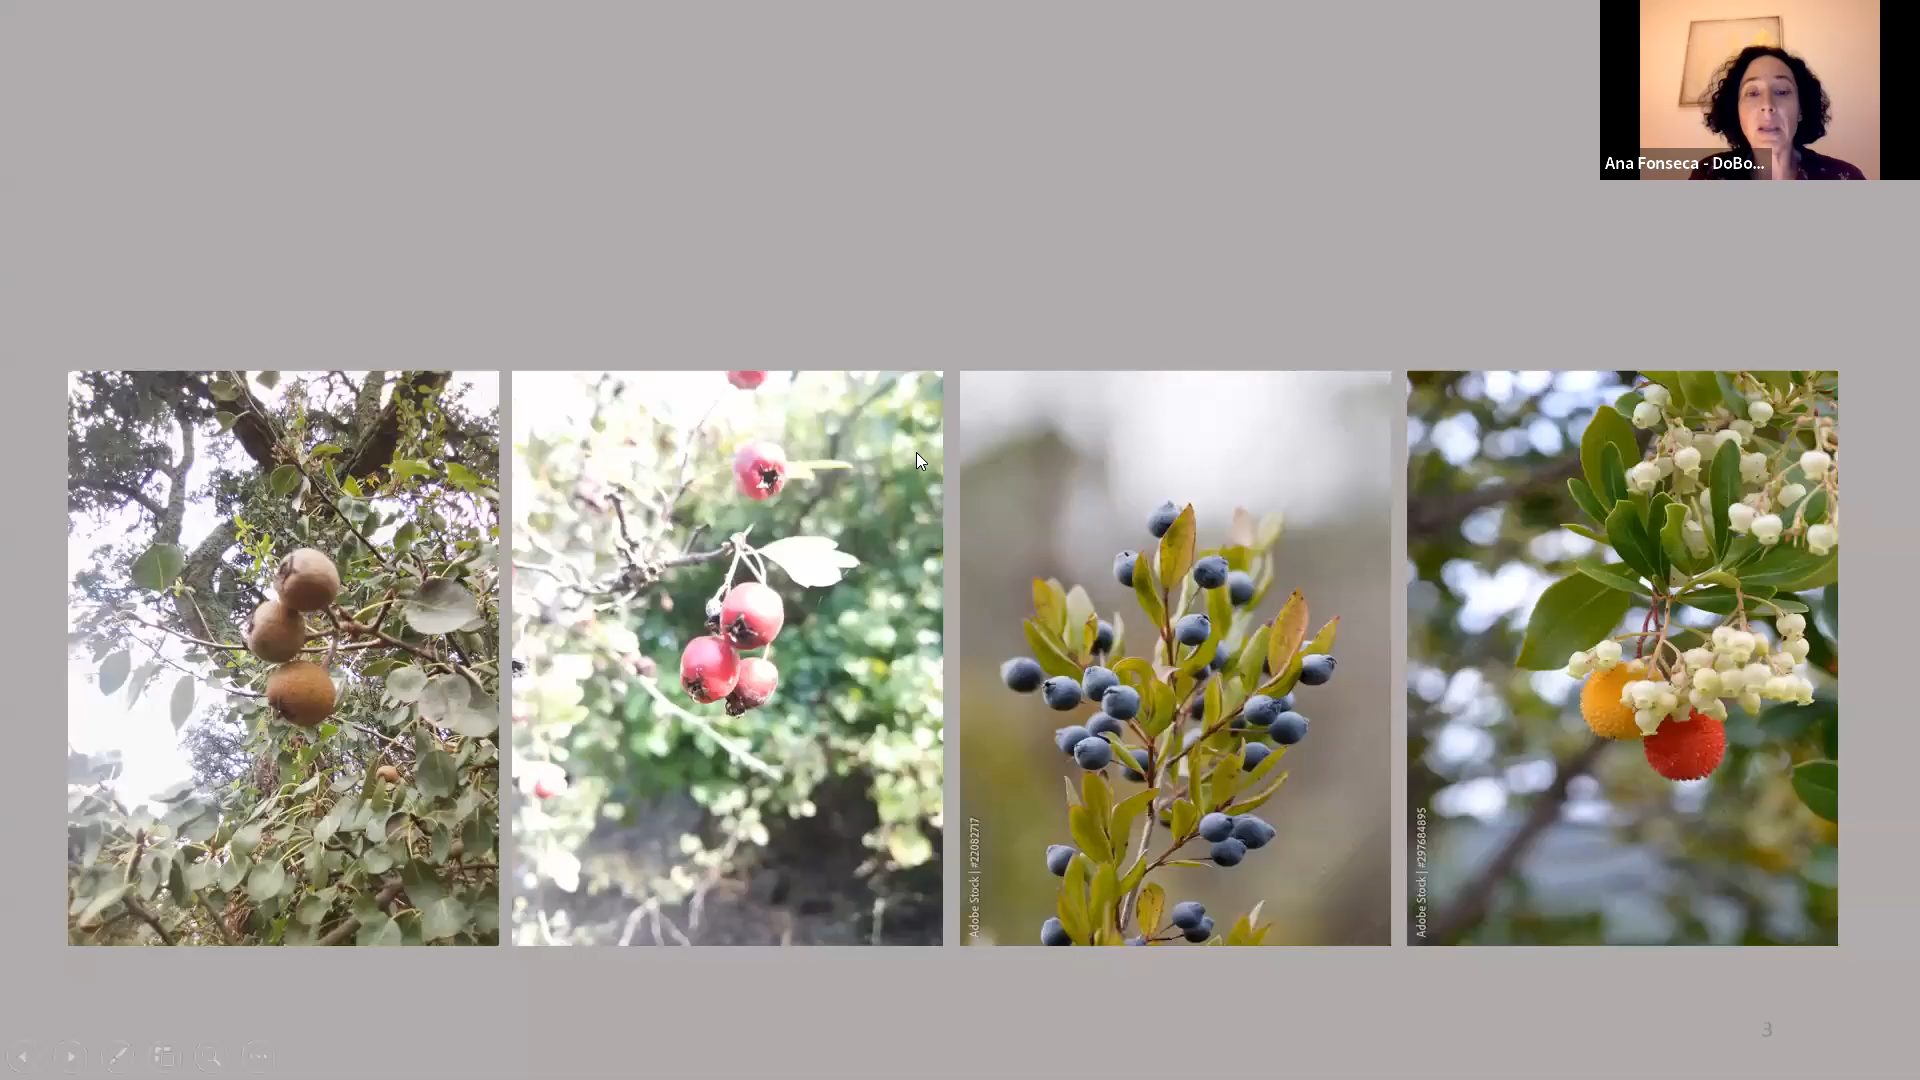 Ana Fonseca - DoBo...
Adobe Stock | #22082717
Adobe Stock | #297684895
3